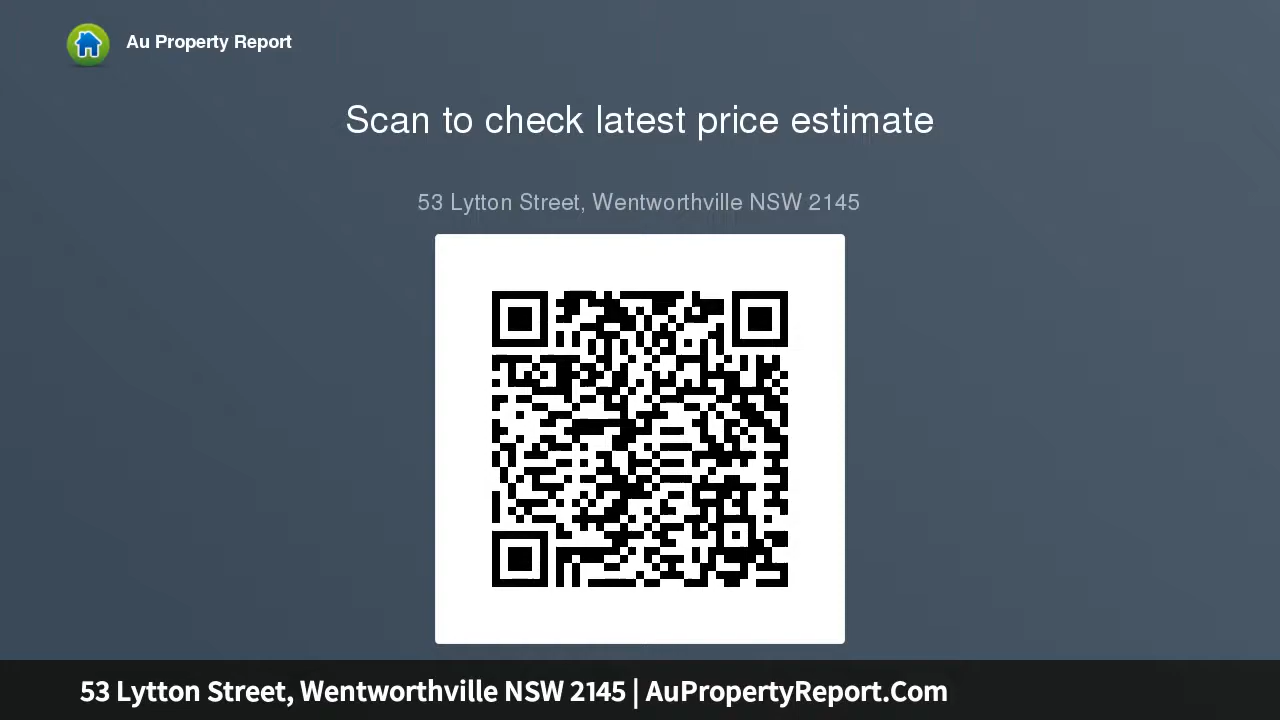 Au Property Report
Scan to check latest price estimate
53 Lytton Street, Wentworthville NSW 2145
53 Lytton Street, Wentworthville NSW 2145 | AuPropertyReport.Com